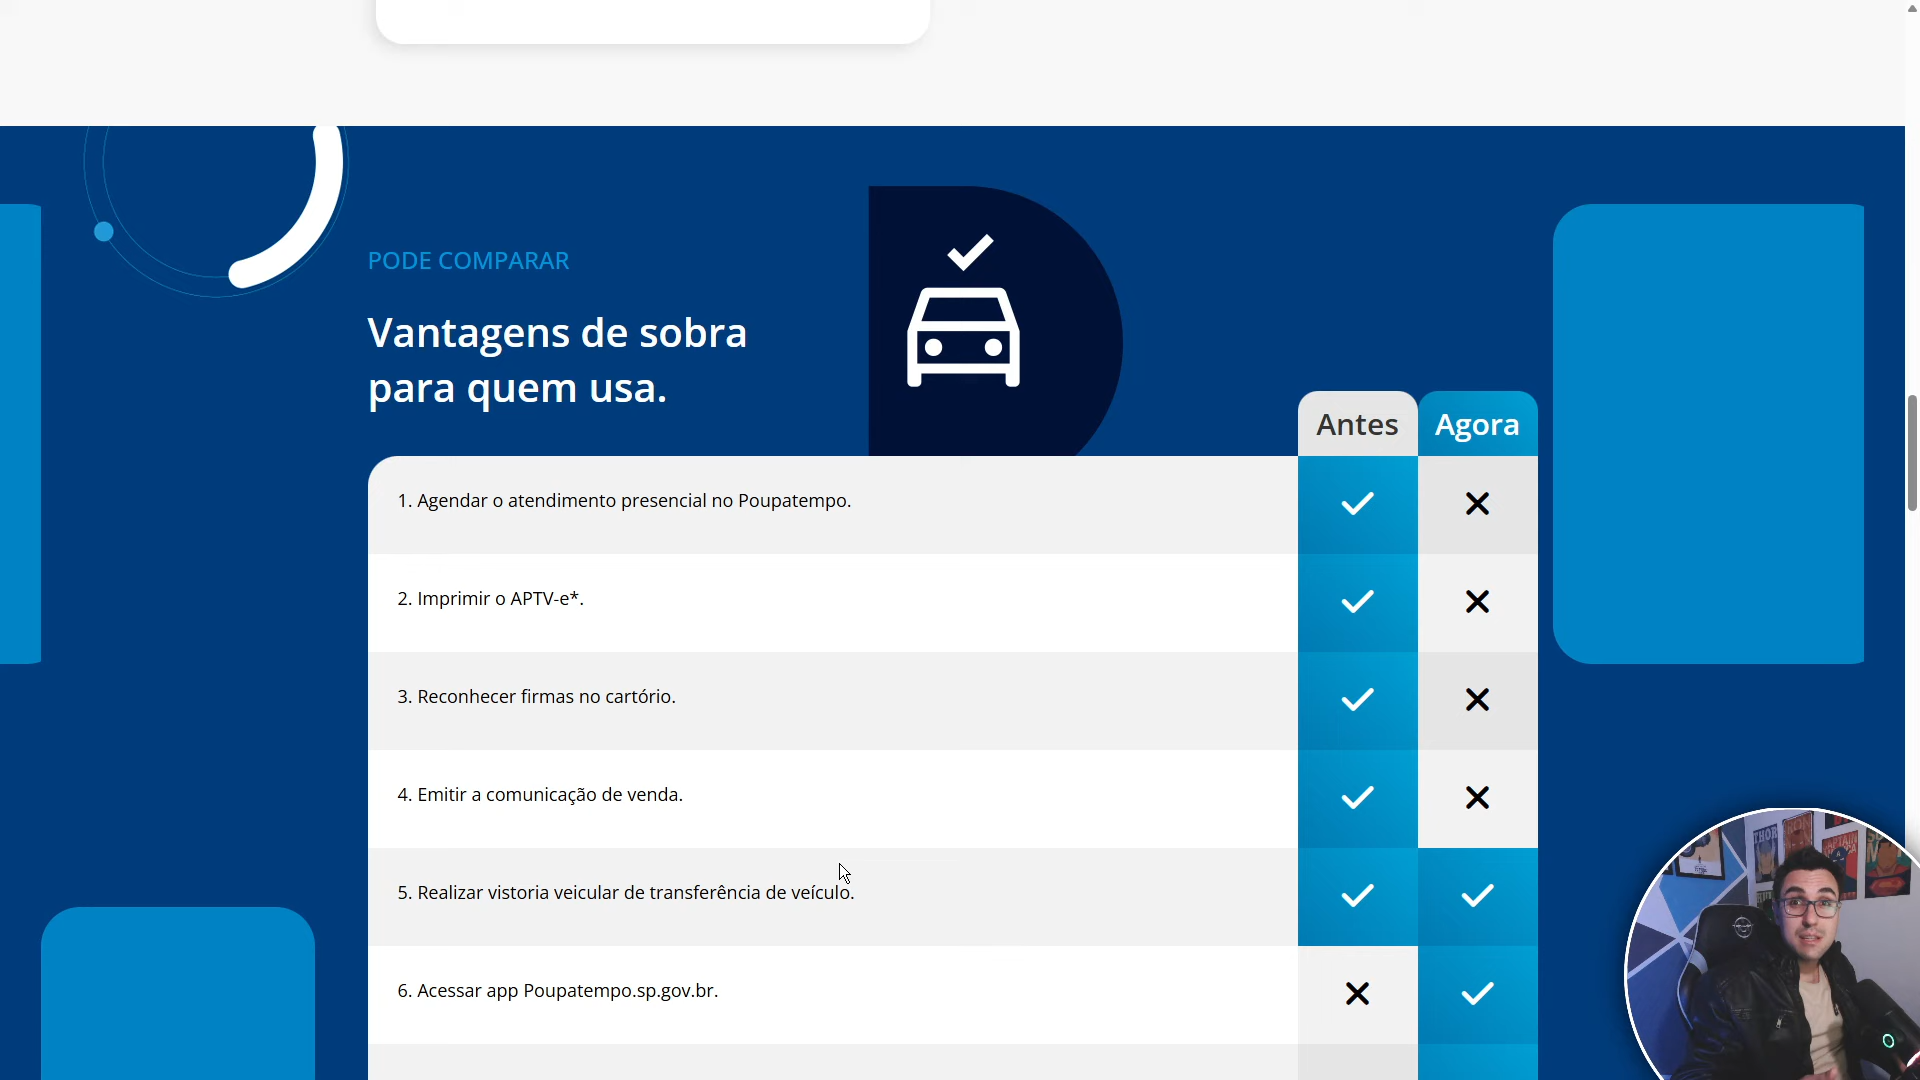 PODE COMPARAR
Vantagens de sobra
para quem usa.
Antes Agora
1. Agendar o atendimento presencial no Poupatempo.
2. Imprimir o APTV-e*.
3. Reconhecer firmas no cartório.
4. Emitir a comunicação de venda.
5. Realizar vistoria veicular de transferência de veículo.
6. Acessar app Poupatempo.sp.gov.br.
THOR